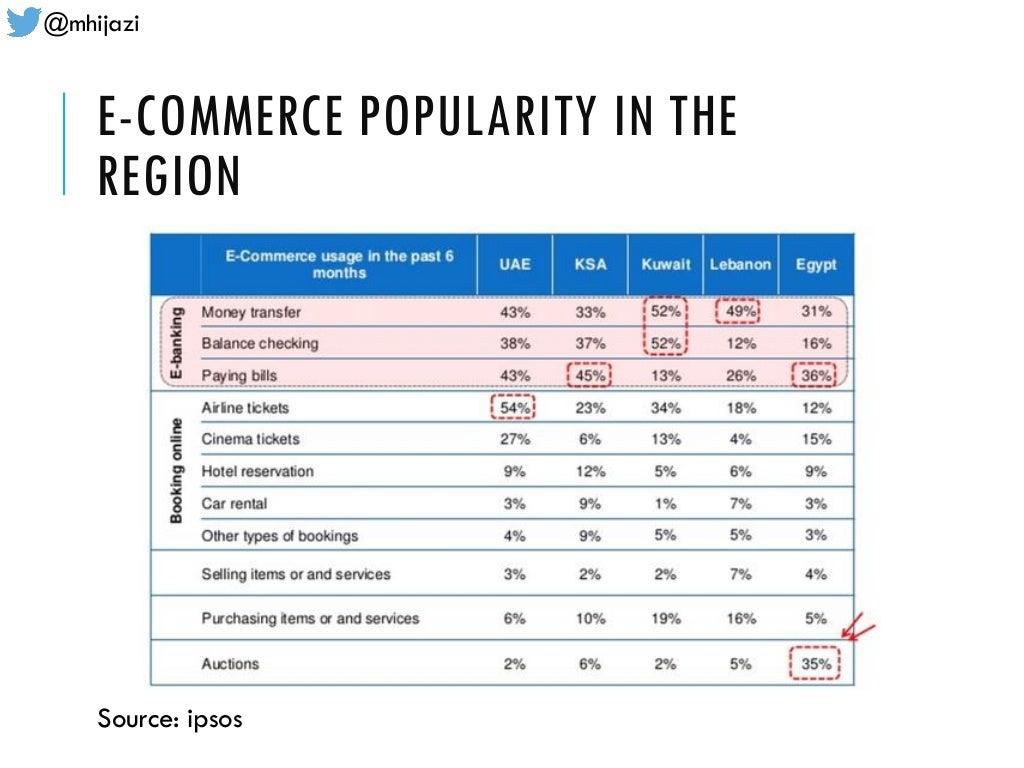 @mhijazi
E-COMMERCE POPULARITY IN THE
REGION
E-Commerce usage in the past 6
months
UAE KSA Kuwait Lebanon Egypt
E-banking
Money transfer 43% 33% 52% 49% 31%
Balance checking 38% 37% 52% 12% 16%
Paying bills 43% 45% 13% 26% 36%
Booking online
Airline tickets 54% 23% 34% 18% 12%
Cinema tickets 27% 6% 13% 4% 15%
Hotel reservation 9% 12% 5% 6% 9%
Car rental 3% 9% 1% 7% 3%
Other types of bookings 4% 9% 5% 5% 3%
Selling items or and services 3% 2% 2% 7% 4%
Purchasing items or and services 6% 10% 19% 16% 5%
Auctions 2% 6% 2% 5% 35%
Source: ipsos